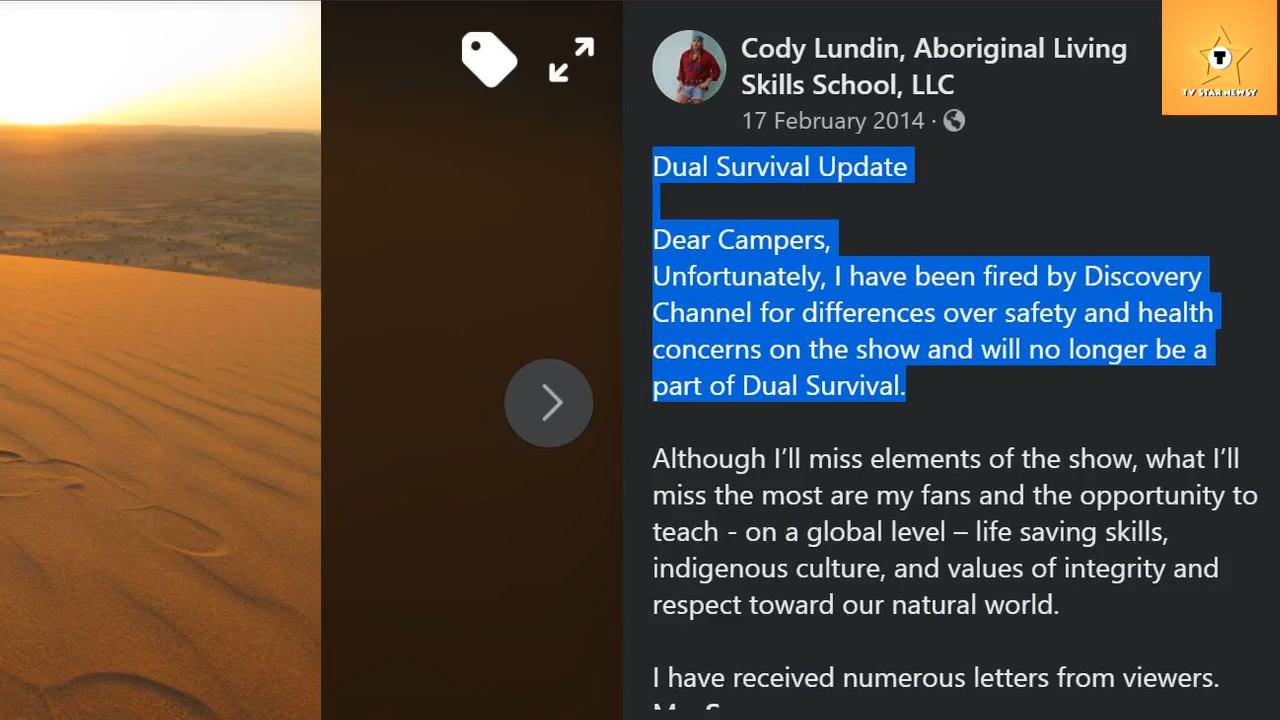 Cody Lundin, Aboriginal Living
Skills School, LLC
17 February 2014 ·
T
TV STAR NEWSY
Dual Survival Update
Dear Campers,
Unfortunately, I have been fired by Discovery
Channel for differences over safety and health
concerns on the show and will no longer be a
part of Dual Survival.
Although I’ll miss elements of the show, what I’ll
miss the most are my fans and the opportunity to
teach - on a global level – life saving skills,
indigenous culture, and values of integrity and
respect toward our natural world.
I have received numerous letters from viewers.